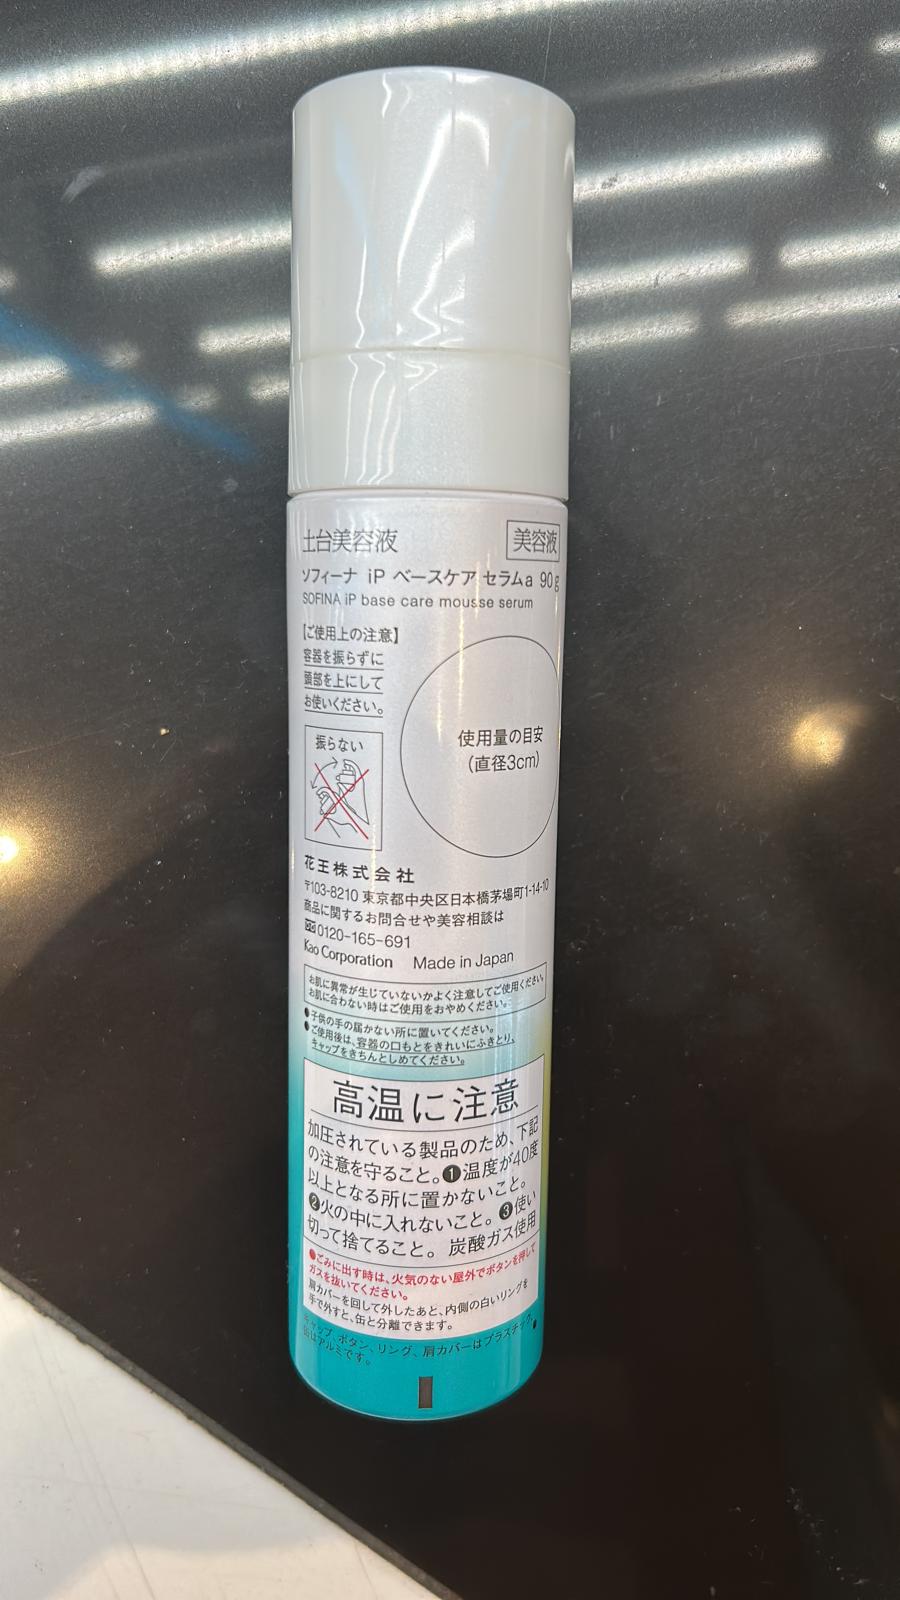 土台美容液
美容液
ソフィーナ iP ベースケア セラムa 90g
SOFINA iP base care mousse serum
【ご使用上の注意】
容器を振らずに
頭部を上にして
お使いください。
振らない
使用量の目安
(直径3cm)
花王株式会社
〒103-8210 東京都中央区日本橋茅場町1-14-10
商品に関するお問合せや美容相談は
0120-165-691
Kao Corporation Made in Japan
お肌に異常が生じていないかよく注意してご使用ください。
お肌に合わない時はご使用をおやめください。
●子供の手の届かない所に置いてください。
●ご使用後は、容器の口もとをきれいにふきとり、
キャップをきちんとしめてください。
高温に注意
加圧されている製品のため、下記
の注意を守ること。❶温度が40度
以上となる所に置かないこと。
❷火の中に入れないこと。❸使い
切って捨てること。炭酸ガス使用
●ごみに出す時は、火気のない屋外でボタンを押して
ガスを抜いてください。
肩カバーを回して外したあと、内側の白いリングを
手で外すと、缶と分離できます。
キャップ、ボタン、リング、肩カバーはプラスチック、
缶はアルミです。